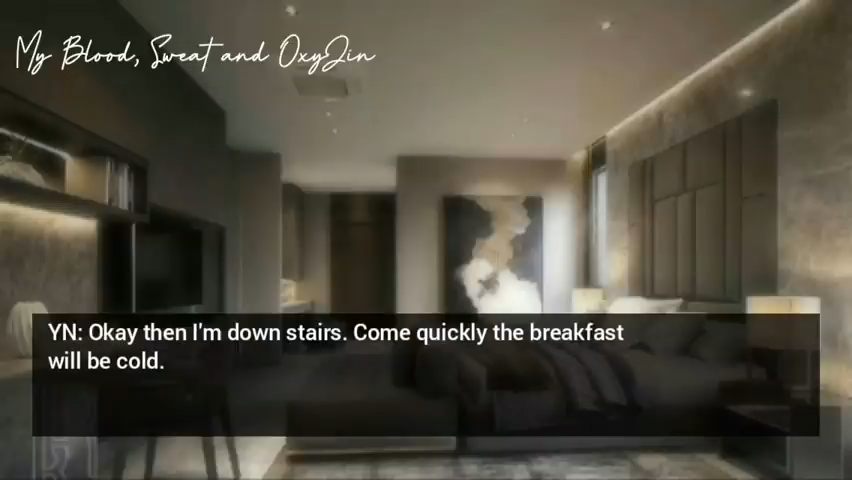 My Blood, Sweat and OxyJin
YN: Okay then I'm down stairs. Come quickly the breakfast
will be cold.